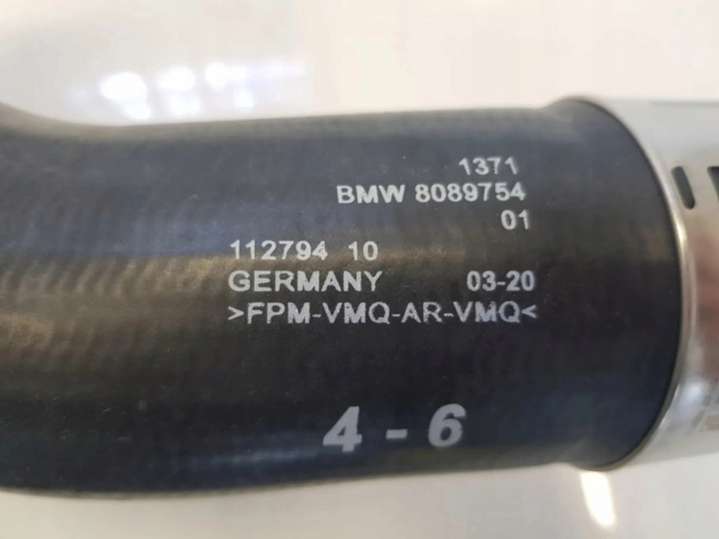 1371
BMW 8089754
01
112794 10
GERMANY 03-20
>FPM-VMQ-AR-VMQ<
4 - 6